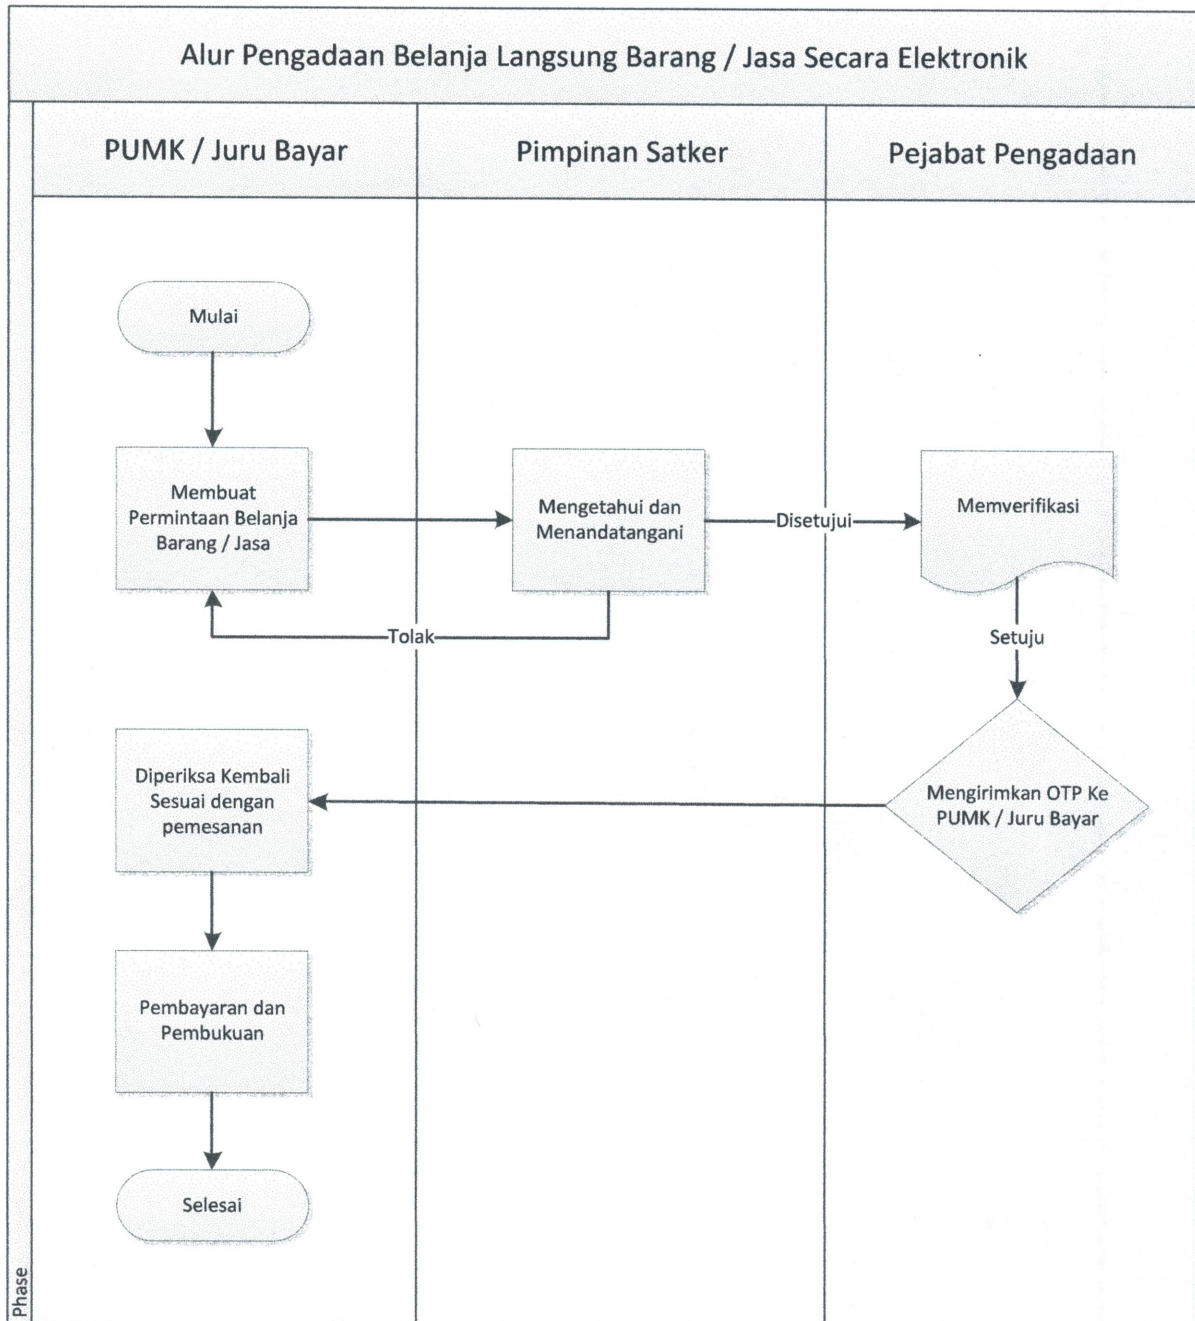 Alur Pengadaan Belanja Langsung Barang / Jasa Secara Elektronik
PUMK / Juru Bayar
Pimpinan Satker
Pejabat Pengadaan
Mulai
Membuat
Permintaan Belanja
Barang / Jasa
Mengetahui dan
Menandatangani
Disetujui
Memverifikasi
Tolak
Setuju
Diperiksa Kembali
Sesuai dengan
pemesanan
Mengirimkan OTP Ke
PUMK / Juru Bayar
Pembayaran dan
Pembukuan
Selesai
Phase